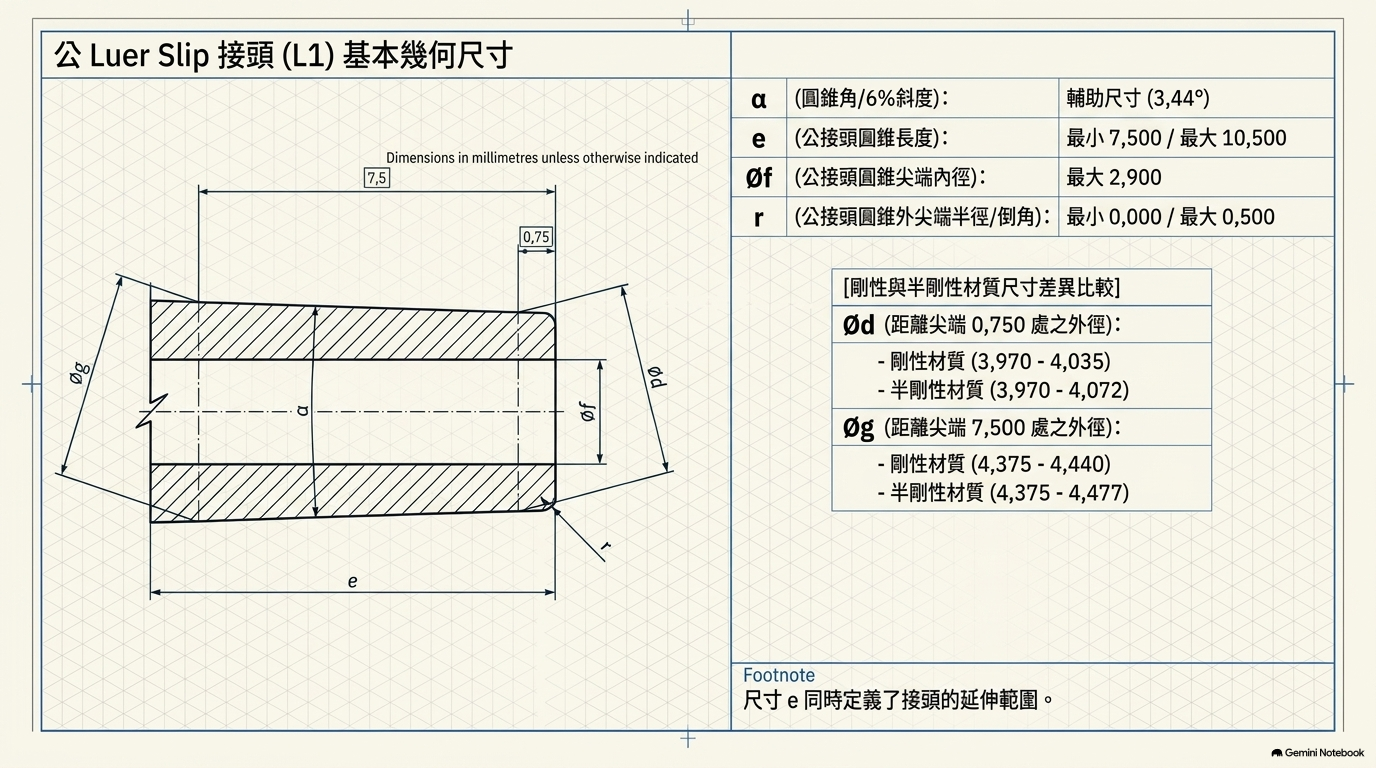 公 Luer Slip 接頭 (L1) 基本幾何尺寸
Dimensions in millimetres unless otherwise indicated
7,5
0,75
Øg
α
Øf
Ød
r
e
α (圓錐角/6%斜度): 輔助尺寸 (3,44°)
e (公接頭圓錐長度): 最小 7,500 / 最大 10,500
Øf (公接頭圓錐尖端內徑): 最大 2,900
r (公接頭圓錐外尖端半徑/倒角): 最小 0,000 / 最大 0,500
[剛性與半剛性材質尺寸差異比較]
Ød (距離尖端 0,750 處之外徑):
- 剛性材質 (3,970 - 4,035)
- 半剛性材質 (3,970 - 4,072)
Øg (距離尖端 7,500 處之外徑):
- 剛性材質 (4,375 - 4,440)
- 半剛性材質 (4,375 - 4,477)
Footnote
尺寸 e 同時定義了接頭的延伸範圍。
Gemini Notebook